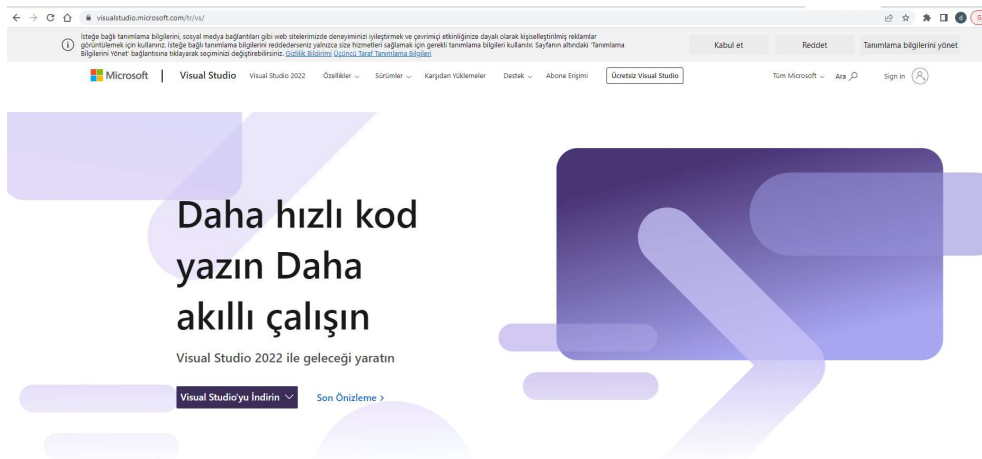 visualstudio.microsoft.com/tr/vs/
İsteğe bağlı tanımlama bilgilerini, sosyal medya bağlantıları gibi web sitelerimizde deneyiminizi iyileştirmek ve çevrimiçi etkinliğinize dayalı olarak kişiselleştirilmiş reklamlar
görüntülemek için kullanırız. İsteğe bağlı tanımlama bilgilerini reddederseniz yalnızca size hizmetleri sağlamak için gerekli tanımlama bilgileri kullanılır. Sayfanın altındaki 'Tanımlama
Bilgilerini Yönet' bağlantısına tıklayarak seçiminizi değiştirebilirsiniz. Gizlilik Bildirimi Üçüncü Taraf Tanımlama Bilgileri
Kabul et Reddet Tanımlama bilgilerini yönet
Microsoft Visual Studio Visual Studio 2022 Özellikler Sürümler Karşıdan Yüklemeler Destek Abone Erişimi Ücretsiz Visual Studio Tüm Microsoft Ara Sign in
Daha hızlı kod
yazın Daha
akıllı çalışın
Visual Studio 2022 ile geleceği yaratın
Visual Studio'yu İndirin Son Önizleme >